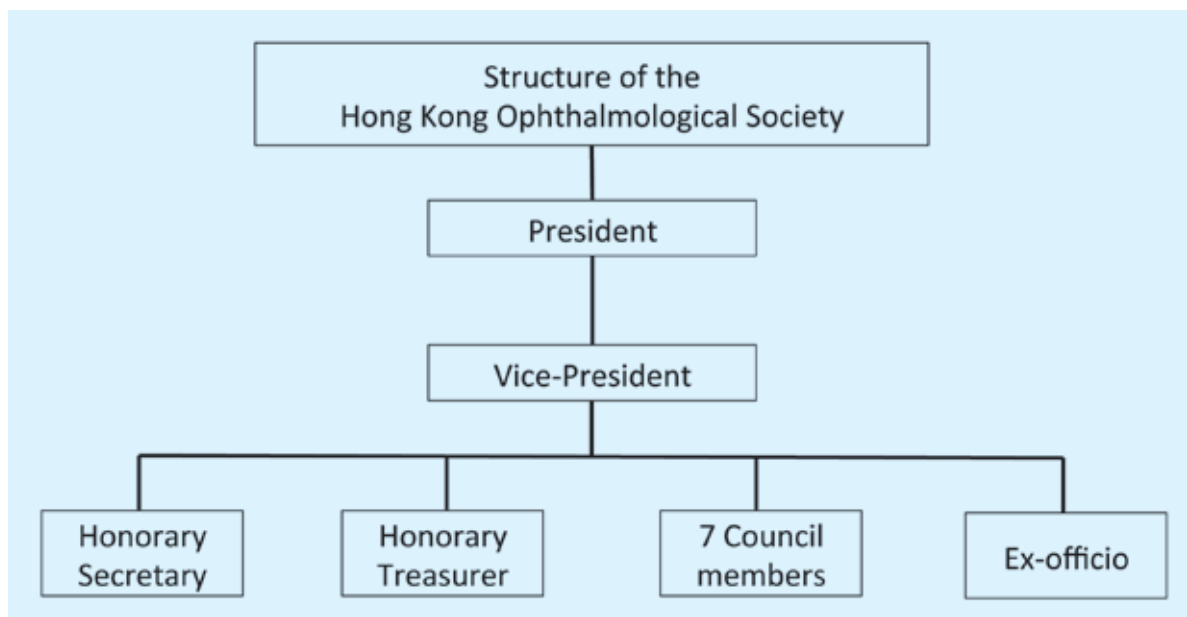 Structure of the
Hong Kong Ophthalmological Society
President
Vice-President
Honorary
Secretary
Honorary
Treasurer
7 Council
members
Ex-officio